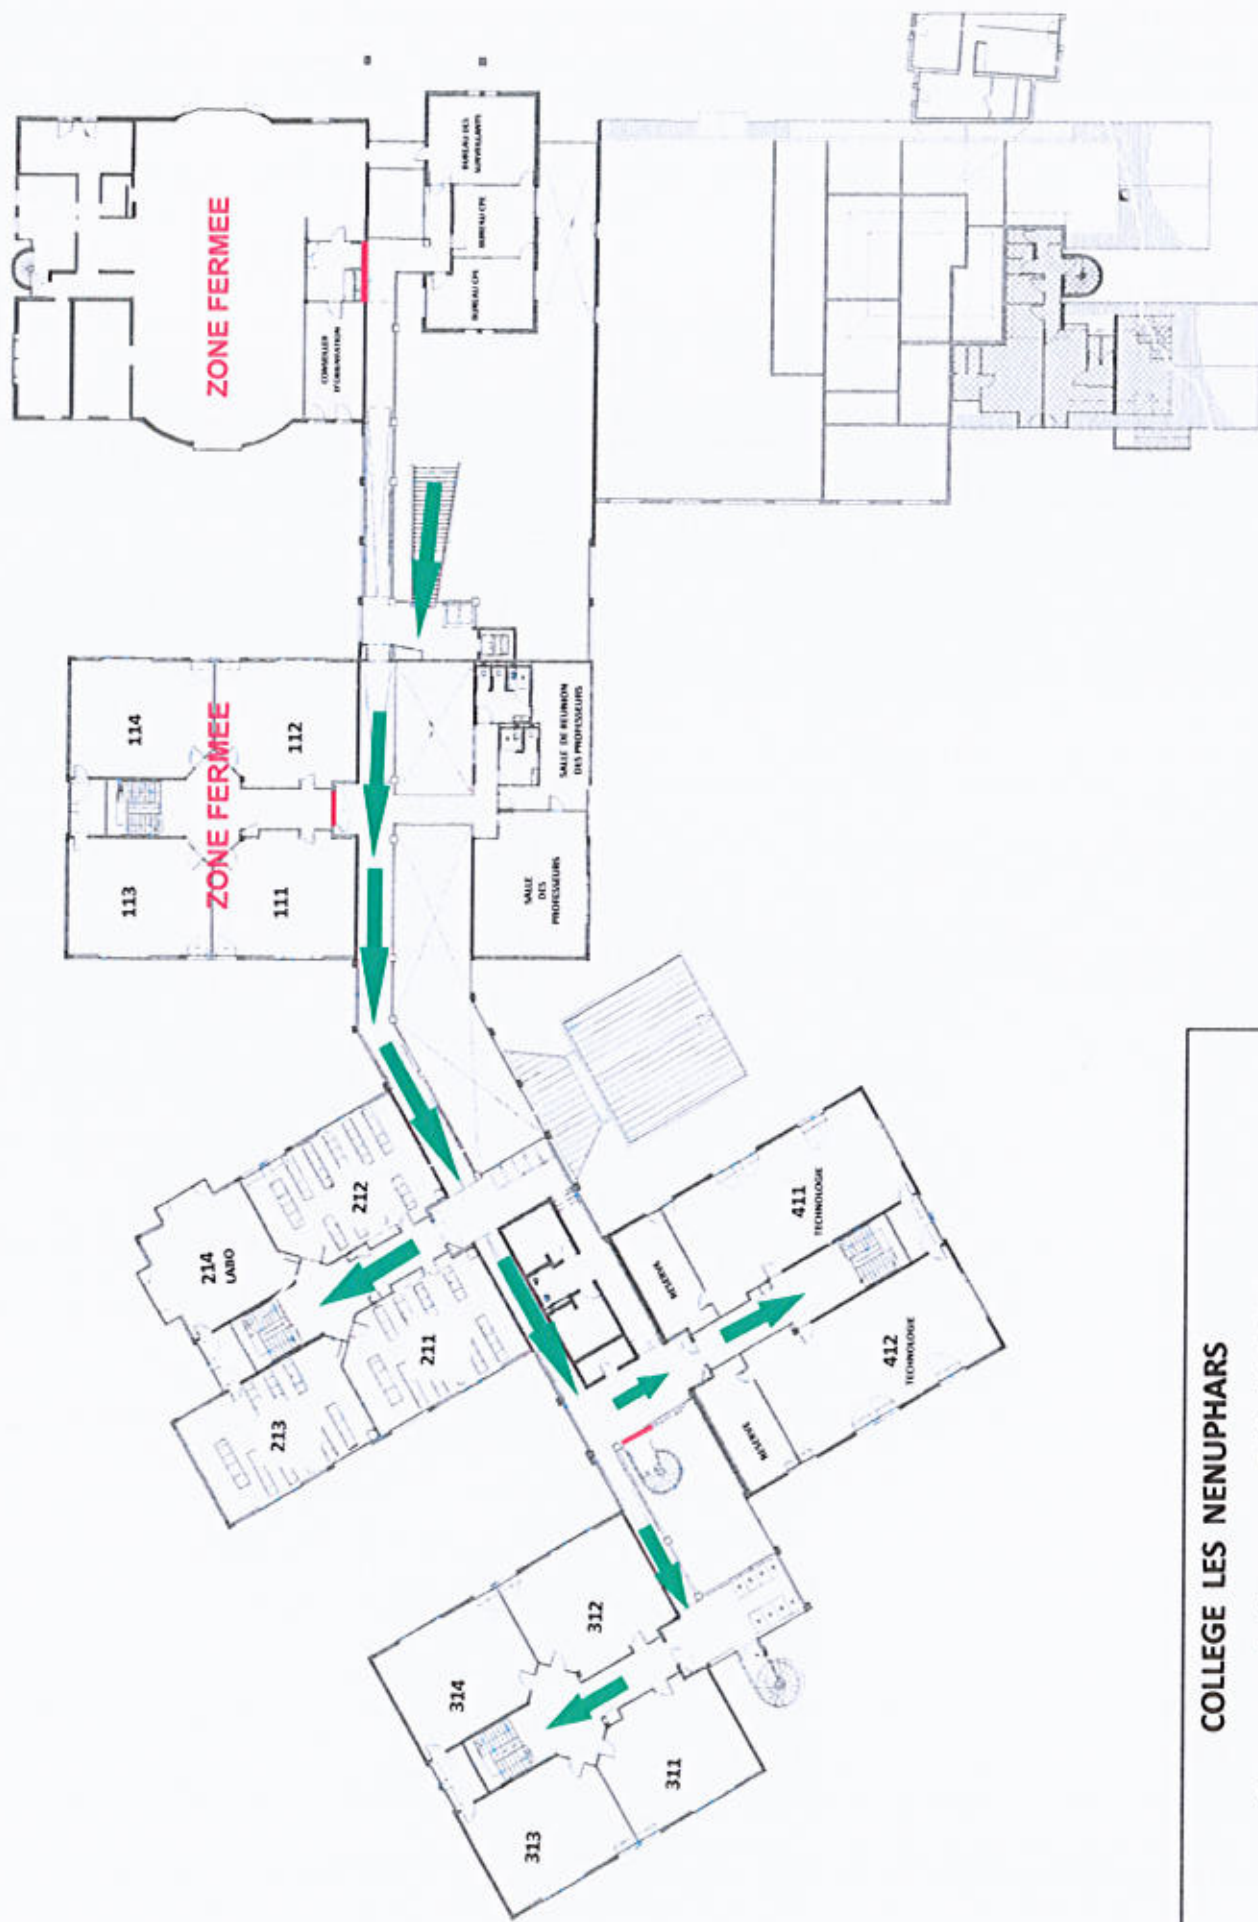 COLLEGE LES NENUPHARS
313
311
314
312
213
211
214
LABO
212
RESERVE
412
TECHNOLOGIE
RESERVE
411
TECHNOLOGIE
113
111
ZONE FERMEE
114
112
SALLE
DES
PROFESSEURS
SALLE DE REUNION
DES PROFESSEURS
ZONE FERMEE
CONSEILLER
D'ORIENTATION
BUREAU CPE
BUREAU CPE
BUREAU DES
SURVEILLANTS